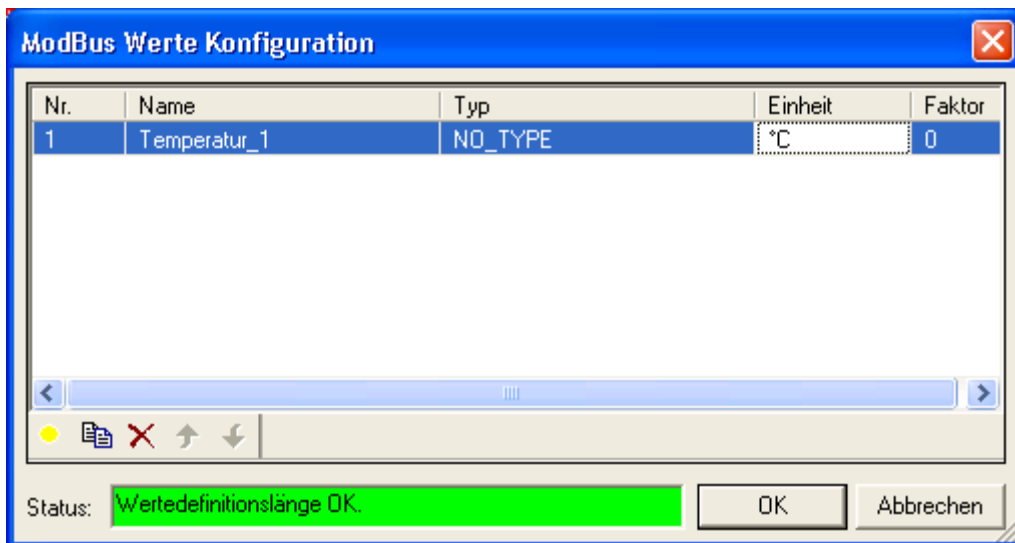 ModBus Werte Konfiguration
Nr. Name Typ Einheit Faktor
1 Temperatur_1 NO_TYPE °C 0
Status: Wertedefinitionslänge OK. OK Abbrechen